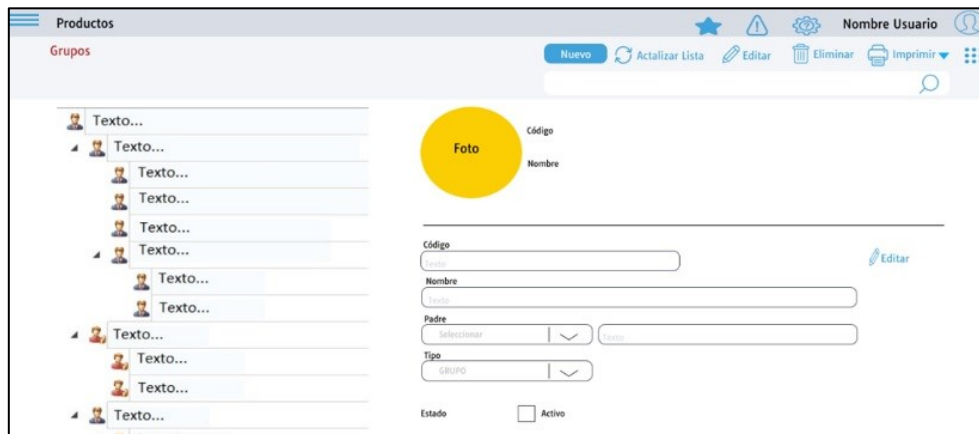 Productos
Nombre Usuario
Grupos
Nuevo
Actalizar Lista
Editar
Eliminar
Imprimir
Texto...
Texto...
Texto...
Texto...
Texto...
Texto...
Texto...
Texto...
Texto...
Texto...
Texto...
Texto...
Foto
Código
Nombre
Código
Texto
Editar
Nombre
Texto
Padre
Seleccionar
Texto
Tipo
GRUPO
Estado
Activo